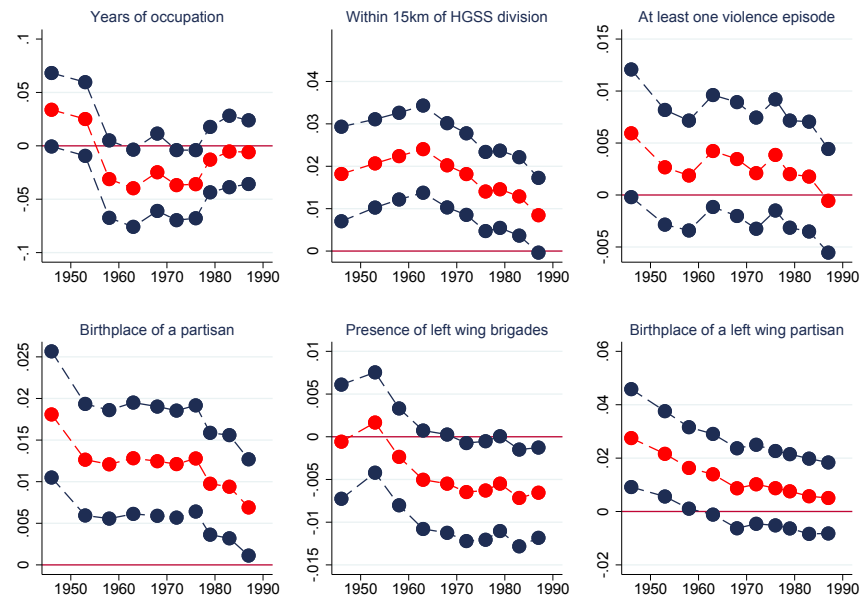 Years of occupation
.1
.05
0
-.05
-.1
1950 1960 1970 1980 1990
Within 15km of HGSS division
.04
.03
.02
.01
0
1950 1960 1970 1980 1990
At least one violence episode
.015
.01
.005
0
-.005
1950 1960 1970 1980 1990
Birthplace of a partisan
.025
.02
.015
.01
.005
0
1950 1960 1970 1980 1990
Presence of left wing brigades
.01
.005
0
-.005
-.01
-.015
1950 1960 1970 1980 1990
Birthplace of a left wing partisan
.06
.04
.02
0
-.02
1950 1960 1970 1980 1990